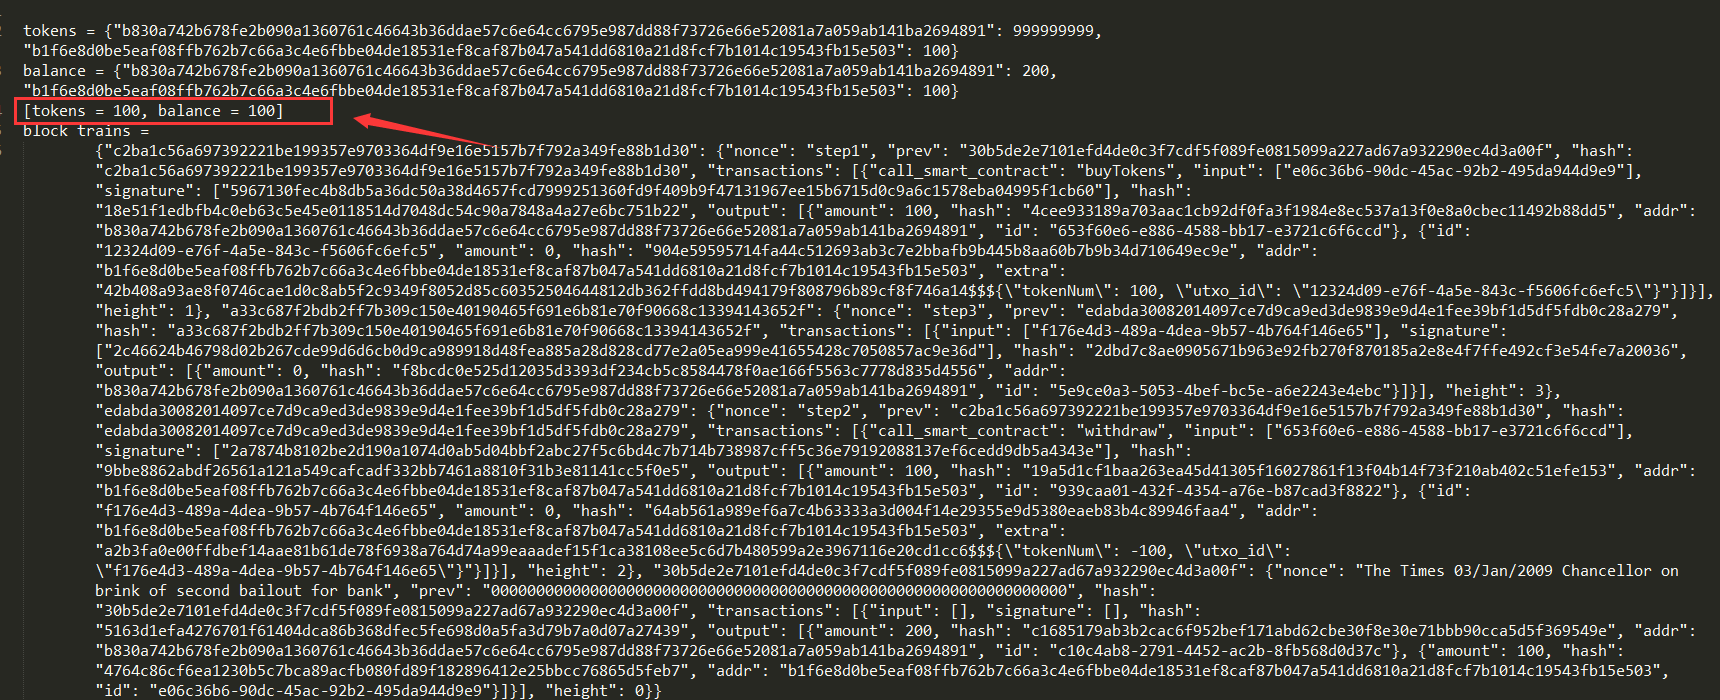 tokens = {"b830a742b678fe2b090a1360761c46643b36ddae57c6e64cc6795e987dd88f73726e66e52081a7a059ab141ba2694891": 999999999,
"b1f6e8d0be5eaf08ffb762b7c66a3c4e6fbbe04de18531ef8caf87b047a541dd6810a21d8fcf7b1014c19543fb15e503": 100}
balance = {"b830a742b678fe2b090a1360761c46643b36ddae57c6e64cc6795e987dd88f73726e66e52081a7a059ab141ba2694891": 200,
"b1f6e8d0be5eaf08ffb762b7c66a3c4e6fbbe04de18531ef8caf87b047a541dd6810a21d8fcf7b1014c19543fb15e503": 100}
[tokens = 100, balance = 100]
block trains =
{"c2ba1c56a697392221be199357e9703364df9e16e5157b7f792a349fe88b1d30": {"nonce": "step1", "prev": "30b5de2e7101efd4de0c3f7cdf5f089fe0815099a227ad67a932290ec4d3a00f", "hash":
"c2ba1c56a697392221be199357e9703364df9e16e5157b7f792a349fe88b1d30", "transactions": [{"call_smart_contract": "buyTokens", "input": ["e06c36b6-90dc-45ac-92b2-495da944d9e9"],
"signature": ["5967130fec4b8db5a36dc50a38d4657fcd7999251360fd9f409b9f47131967ee15b6715d0c9a6c1578eba04995f1cb60"], "hash":
"18e51f1edbfb4c0eb63c5e45e0118514d7048dc54c90a7848a4a27e6bc751b22", "output": [{"amount": 100, "hash": "4cee933189a703aac1cb92df0fa3f1984e8ec537a13f0e8a0cbec11492b88dd5", "addr":
"b830a742b678fe2b090a1360761c46643b36ddae57c6e64cc6795e987dd88f73726e66e52081a7a059ab141ba2694891", "id": "653f60e6-e886-4588-bb17-e3721c6f6ccd"}, {"id":
"12324d09-e76f-4a5e-843c-f5606fc6efc5", "amount": 0, "hash": "904e59595714fa44c512693ab3c7e2bbafb9b445b8aa60b7b9b34d710649ec9e", "addr":
"b1f6e8d0be5eaf08ffb762b7c66a3c4e6fbbe04de18531ef8caf87b047a541dd6810a21d8fcf7b1014c19543fb15e503", "extra":
"42b408a93ae8f0746cae1d0c8ab5f2c9349f8052d85c60352504644812db362ffdd8bd494179f808796b89cf8f746a14$$${\"tokenNum\": 100, \"utxo_id\": \"12324d09-e76f-4a5e-843c-f5606fc6efc5\"}"}]}],
"height": 1}, "a33c687f2bdb2ff7b309c150e40190465f691e6b81e70f90668c13394143652f": {"nonce": "step3", "prev": "edabda30082014097ce7d9ca9ed3de9839e9d4e1fee39bf1d5df5fdb0c28a279",
"hash": "a33c687f2bdb2ff7b309c150e40190465f691e6b81e70f90668c13394143652f", "transactions": [{"input": ["f176e4d3-489a-4dea-9b57-4b764f146e65"], "signature":
["2c46624b46798d02b267cde99d6d6cb0d9ca989918d48fea885a28d828cd77e2a05ea999e41655428c7050857ac9e36d"], "hash": "2dbd7c8ae0905671b963e92fb270f870185a2e8e4f7ffe492cf3e54fe7a20036",
"output": [{"amount": 0, "hash": "f8bcdc0e525d12035d3393df234cb5c8584478f0ae166f5563c7778d835d4556", "addr":
"b830a742b678fe2b090a1360761c46643b36ddae57c6e64cc6795e987dd88f73726e66e52081a7a059ab141ba2694891", "id": "5e9ce0a3-5053-4bef-bc5e-a6e2243e4ebc"}]}], "height": 3},
"edabda30082014097ce7d9ca9ed3de9839e9d4e1fee39bf1d5df5fdb0c28a279": {"nonce": "step2", "prev": "c2ba1c56a697392221be199357e9703364df9e16e5157b7f792a349fe88b1d30", "hash":
"edabda30082014097ce7d9ca9ed3de9839e9d4e1fee39bf1d5df5fdb0c28a279", "transactions": [{"call_smart_contract": "withdraw", "input": ["653f60e6-e886-4588-bb17-e3721c6f6ccd"],
"signature": ["2a7874b8102be2d190a1074d0ab5d04bbf2abc27f5c6bd4c7b714b738987cff5c36e79192088137ef6cedd9db5a4343e"], "hash":
"9bbe8862abdf26561a121a549cafcadf332bb7461a8810f31b3e81141cc5f0e5", "output": [{"amount": 100, "hash": "19a5d1cf1baa263ea45d41305f16027861f13f04b14f73f210ab402c51efe153", "addr":
"b1f6e8d0be5eaf08ffb762b7c66a3c4e6fbbe04de18531ef8caf87b047a541dd6810a21d8fcf7b1014c19543fb15e503", "id": "939caa01-432f-4354-a76e-b87cad3f8822"}, {"id":
"f176e4d3-489a-4dea-9b57-4b764f146e65", "amount": 0, "hash": "64ab561a989ef6a7c4b63333a3d004f14e29355e9d5380eaeb83b4c89946faa4", "addr":
"b1f6e8d0be5eaf08ffb762b7c66a3c4e6fbbe04de18531ef8caf87b047a541dd6810a21d8fcf7b1014c19543fb15e503", "extra":
"a2b3fa0e00ffdbef14aae81b61de78f6938a764d74a99eaaadef15f1ca38108ee5c6d7b480599a2e3967116e20cd1cc6$$${\"tokenNum\": -100, \"utxo_id\":
\"f176e4d3-489a-4dea-9b57-4b764f146e65\"}"}]}], "height": 2}, "30b5de2e7101efd4de0c3f7cdf5f089fe0815099a227ad67a932290ec4d3a00f": {"nonce": "The Times 03/Jan/2009 Chancellor on
brink of second bailout for bank", "prev": "0000000000000000000000000000000000000000000000000000000000000000", "hash":
"30b5de2e7101efd4de0c3f7cdf5f089fe0815099a227ad67a932290ec4d3a00f", "transactions": [{"input": [], "signature": [], "hash":
"5163d1efa4276701f61404dca86b368dfec5fe698d0a5fa3d79b7a0d07a27439", "output": [{"amount": 200, "hash": "c1685179ab3b2cac6f952bef171abd62cbe30f8e30e71bbb90cca5d5f369549e", "addr":
"b830a742b678fe2b090a1360761c46643b36ddae57c6e64cc6795e987dd88f73726e66e52081a7a059ab141ba2694891", "id": "c10c4ab8-2791-4452-ac2b-8fb568d0d37c"}, {"amount": 100, "hash":
"4764c86cf6ea1230b5c7bca89acfb080fd89f182896412e25bbcc76865d5feb7", "addr": "b1f6e8d0be5eaf08ffb762b7c66a3c4e6fbbe04de18531ef8caf87b047a541dd6810a21d8fcf7b1014c19543fb15e503",
"id": "e06c36b6-90dc-45ac-92b2-495da944d9e9"}]}], "height": 0}}